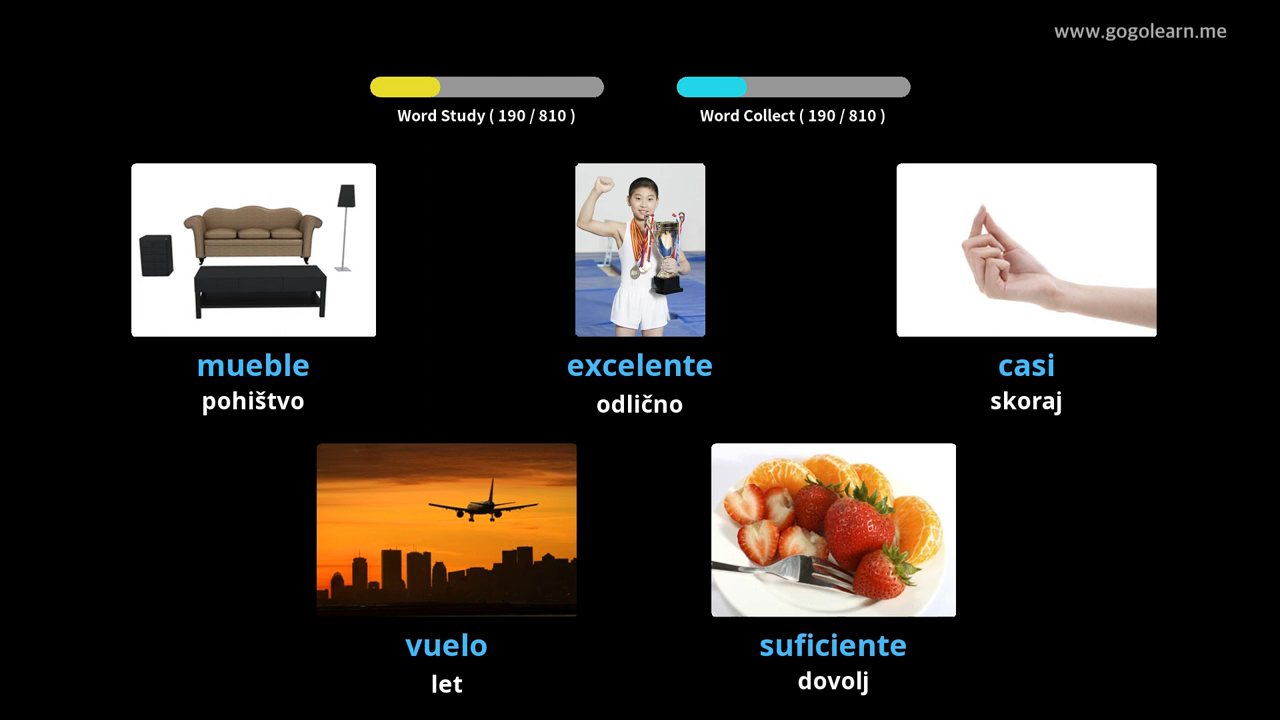 www.gogolearn.me
Word Study ( 190 / 810 )
Word Collect ( 190 / 810 )
mueble
pohištvo
excelente
odlično
casi
skoraj
vuelo
let
suficiente
dovolj